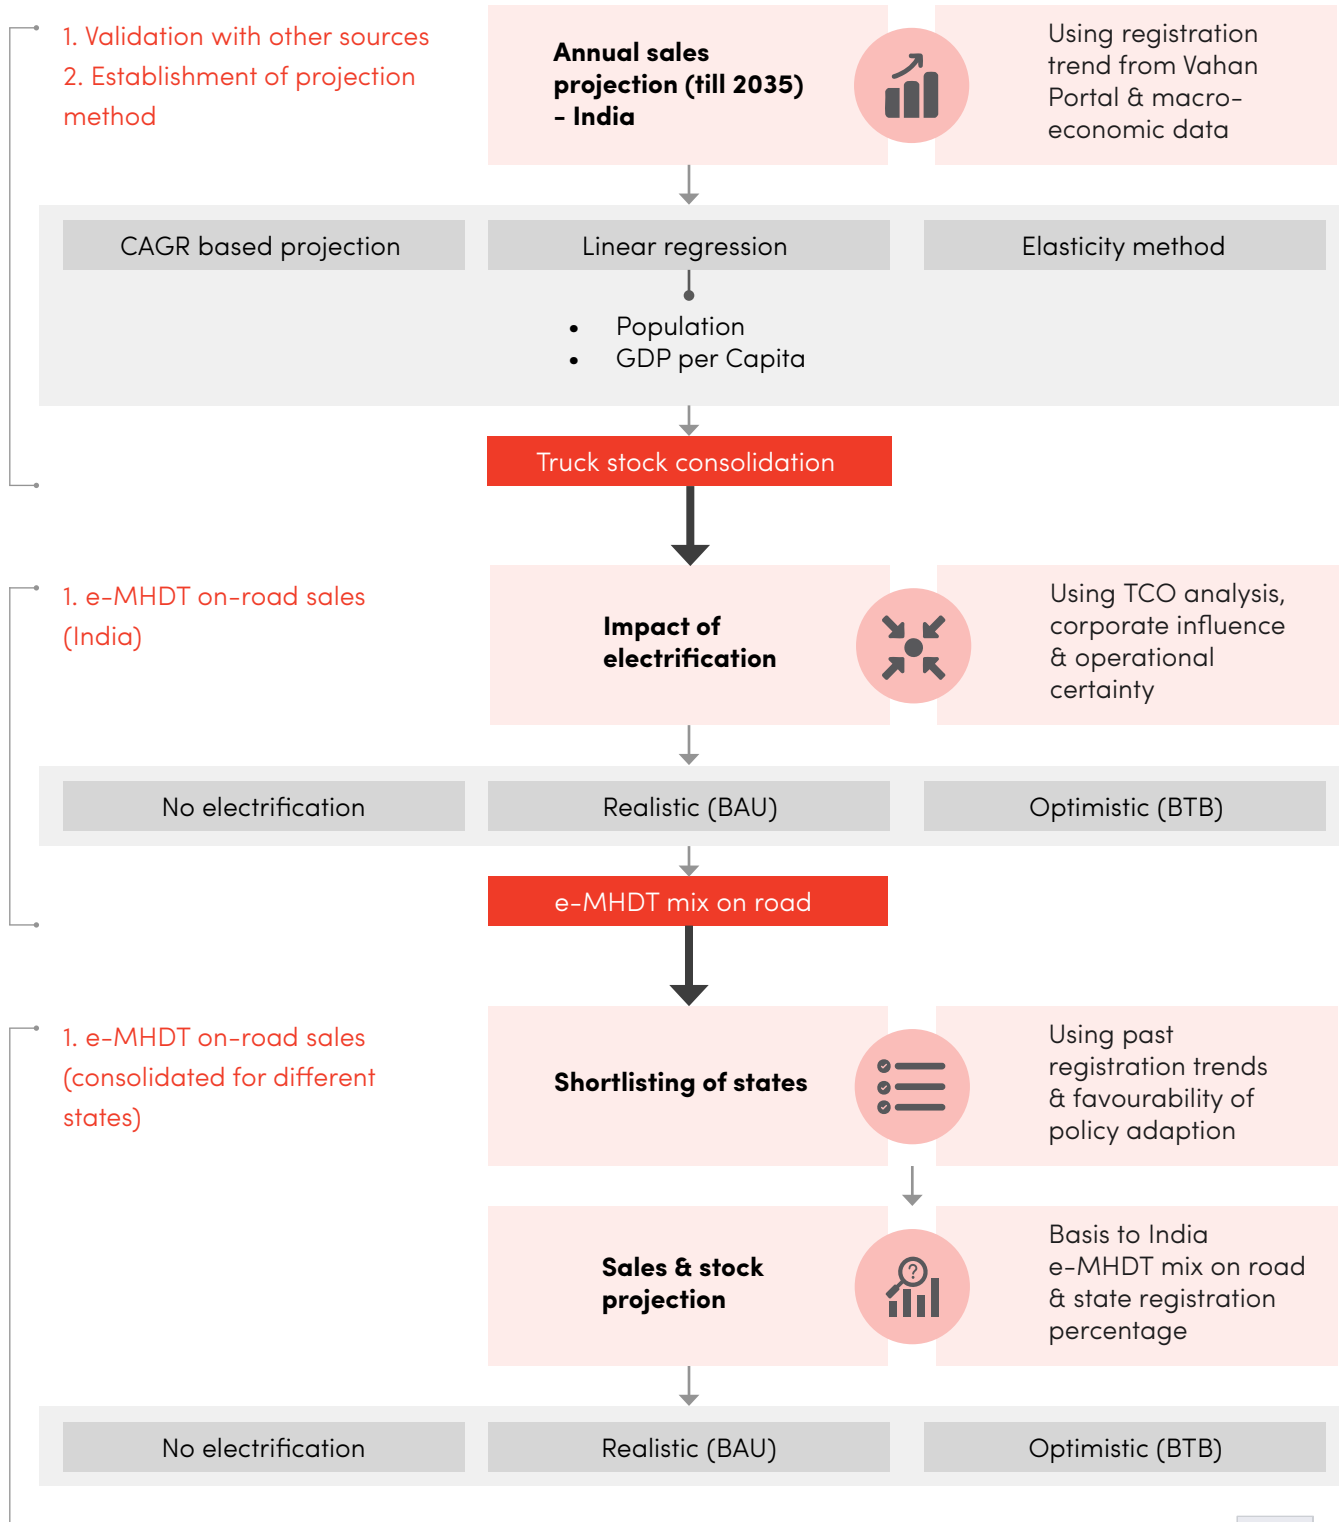 1. Validation with other sources
2. Establishment of projection
method
Annual sales
projection (till 2035)
- India
Using registration
trend from Vahan
Portal & macro-
economic data
CAGR based projection
Linear regression
Elasticity method
• Population
• GDP per Capita
Truck stock consolidation
1. e-MHDT on-road sales
(India)
Impact of
electrification
Using TCO analysis,
corporate influence
& operational
certainty
No electrification
Realistic (BAU)
Optimistic (BTB)
e-MHDT mix on road
1. e-MHDT on-road sales
(consolidated for different
states)
Shortlisting of states
Using past
registration trends
& favourability of
policy adaption
Sales & stock
projection
?
Basis to India
e-MHDT mix on road
& state registration
percentage
No electrification
Realistic (BAU)
Optimistic (BTB)